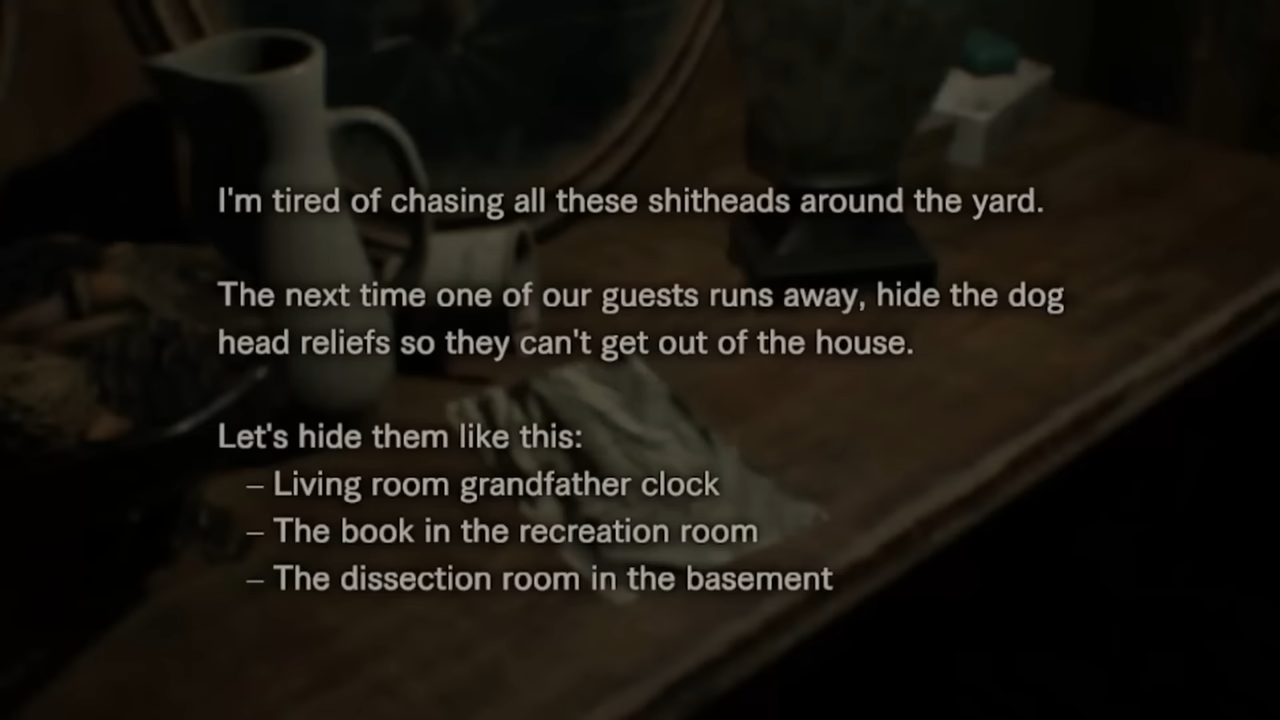 I'm tired of chasing all these shitheads around the yard.
The next time one of our guests runs away, hide the dog
head reliefs so they can't get out of the house.
Let's hide them like this:
– Living room grandfather clock
– The book in the recreation room
– The dissection room in the basement